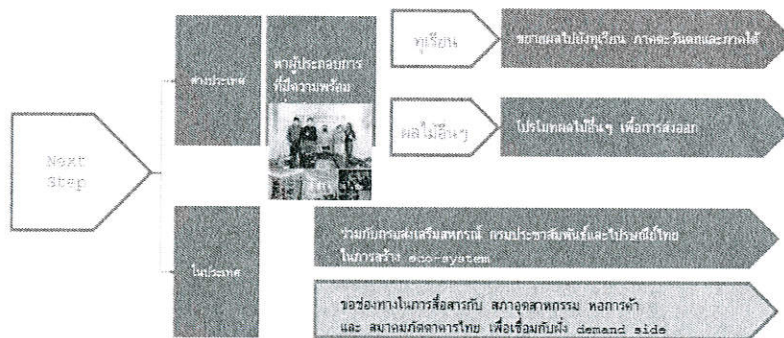 Next
Step
ต่างประเทศ
หาผู้ประกอบการ
ที่มีความพร้อม
ทุเรียน
ขยายผลไปยังทุเรียน ภาคตะวันตกและภาคใต้
ผลไม้อื่นๆ
โปรโมทผลไม้อื่นๆ เพื่อการส่งออก
ในประเทศ
ร่วมกับกรมส่งเสริมสหกรณ์ กรมประชาสัมพันธ์และไปรษณีย์ไทย
ในการสร้าง eco-system
ขอช่องทางในการสื่อสารกับ สภาอุตสาหกรรม หอการค้า
และ สมาคมภัตตาคารไทย เพื่อเชื่อมกับฝั่ง demand side